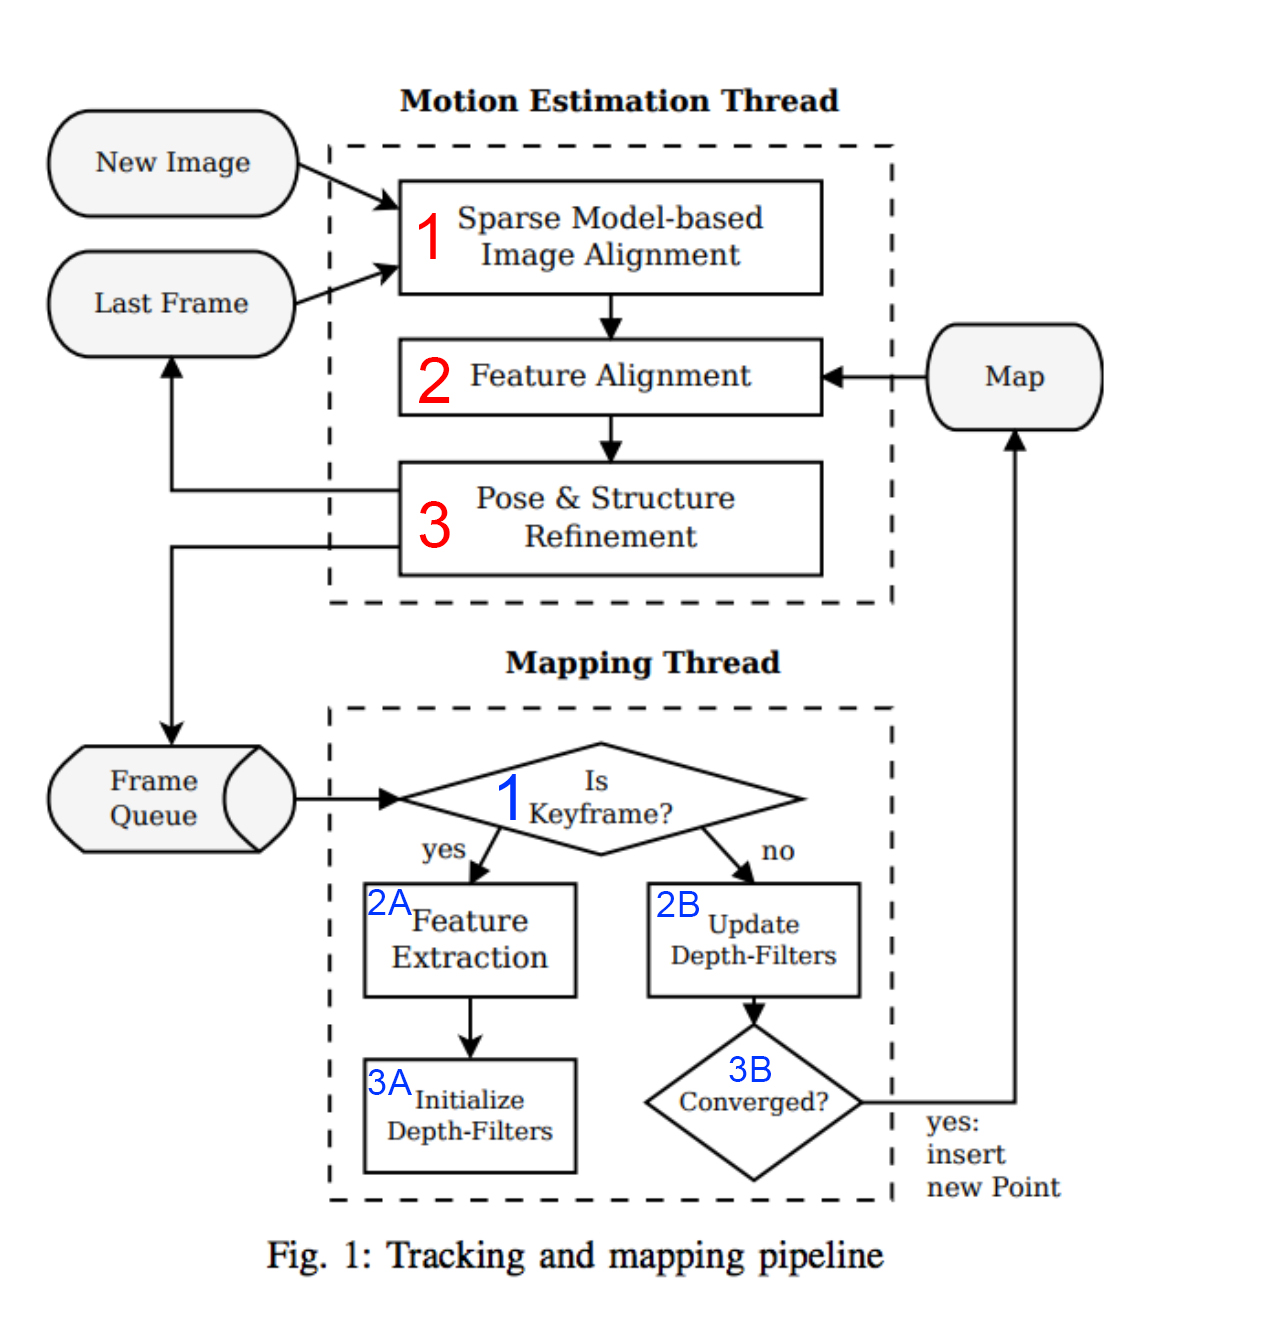 Motion Estimation Thread
New Image
1
Sparse Model-based
Image Alignment
Last Frame
2
Feature Alignment
Map
3
Pose & Structure
Refinement
Mapping Thread
Frame
Queue
1
Is
Keyframe?
yes
no
2A
Feature
Extraction
2B
Update
Depth-Filters
3A
Initialize
Depth-Filters
3B
Converged?
yes:
insert
new Point
Fig. 1: Tracking and mapping pipeline